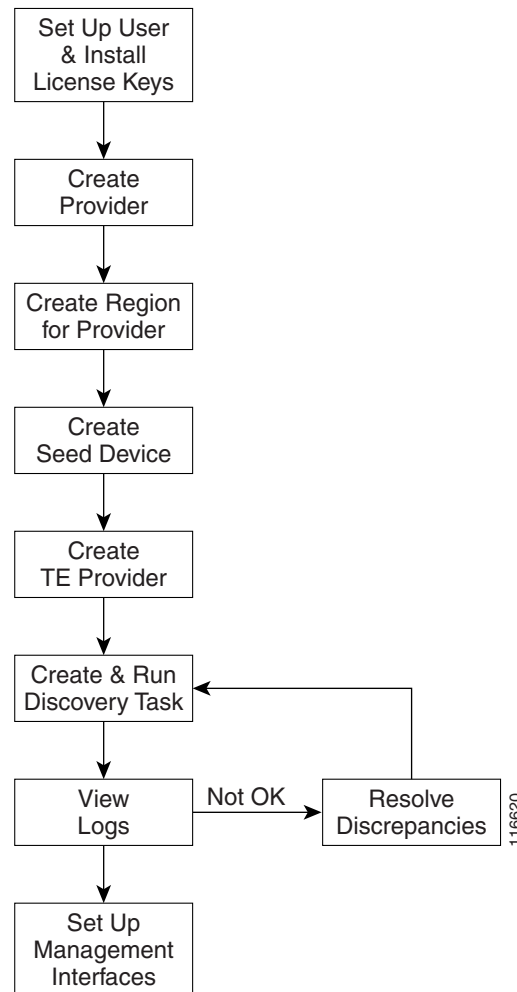 Set Up User
& Install
License Keys
Create
Provider
Create Region
for Provider
Create
Seed Device
Create
TE Provider
Create & Run
Discovery Task
View
Logs
Not OK
Resolve
Discrepancies
116620
Set Up
Management
Interfaces